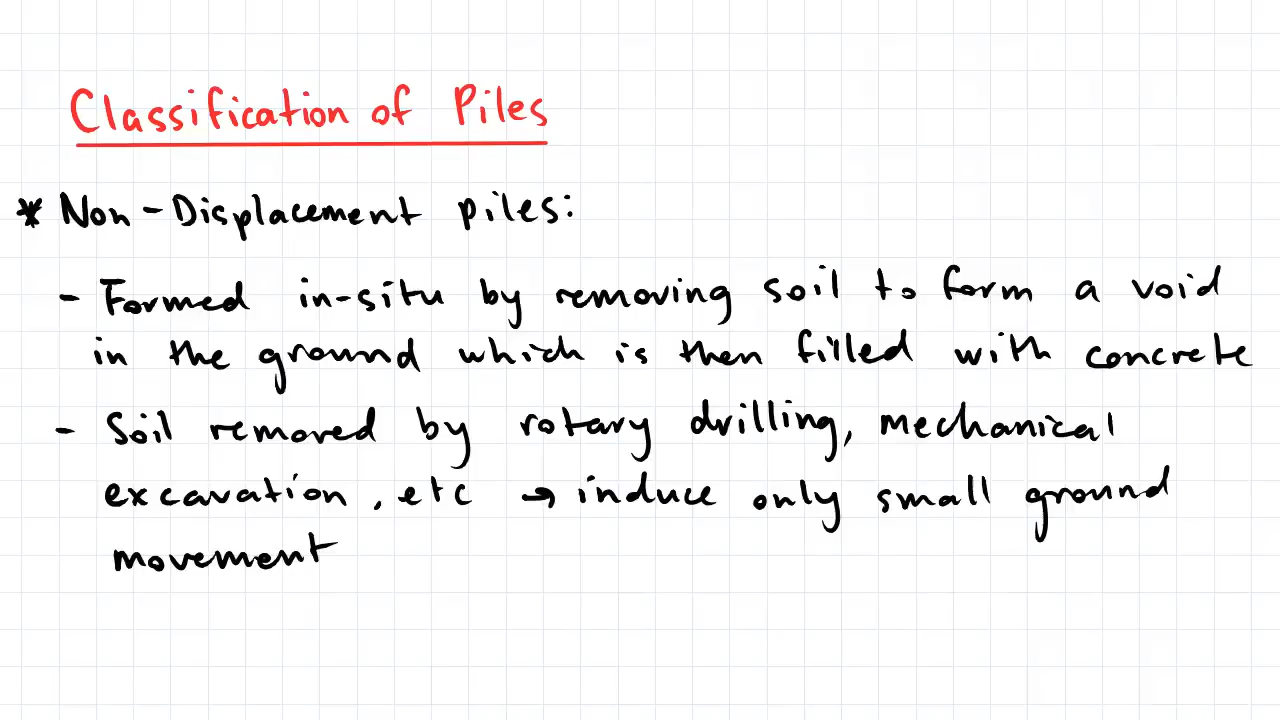 Classification of Piles
* Non-Displacement piles:
- Formed in-situ by removing soil to form a void
in the ground which is then filled with concrete
- Soil removed by rotary drilling, mechanical
excavation, etc → induce only small ground
movement